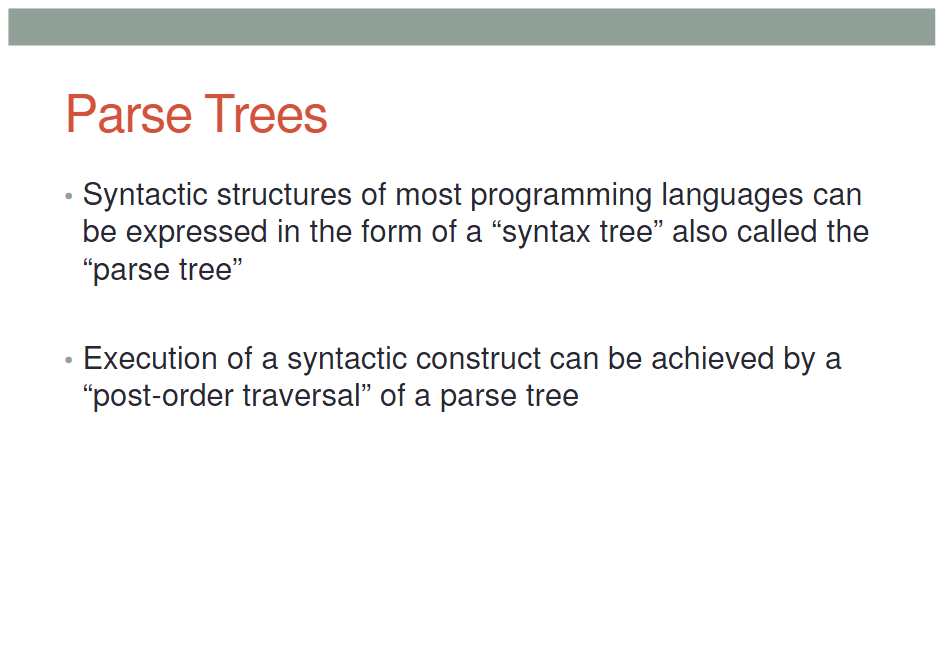 Parse Trees
• Syntactic structures of most programming languages can
be expressed in the form of a “syntax tree” also called the
“parse tree”
• Execution of a syntactic construct can be achieved by a
“post-order traversal” of a parse tree